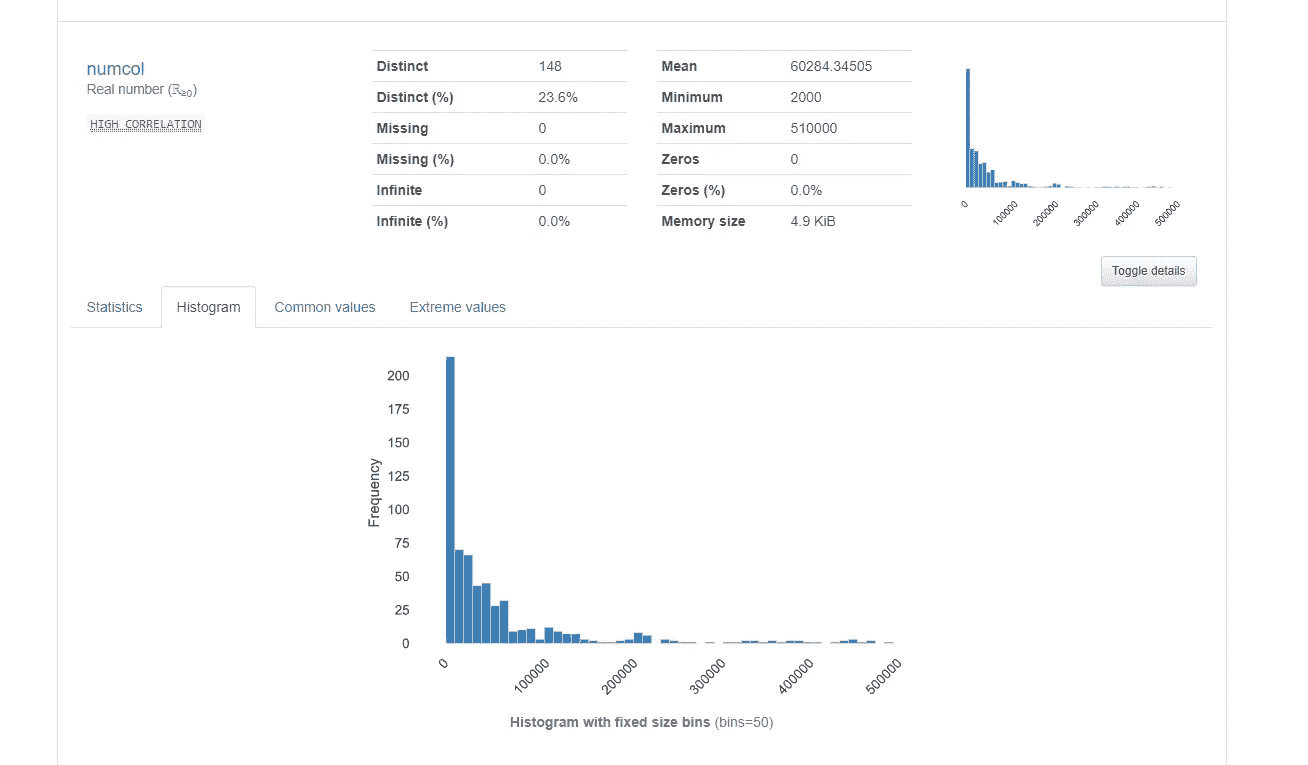 numcol
Real number (ℝ≥0)
HIGH CORRELATION
Distinct 148
Distinct (%) 23.6%
Missing 0
Missing (%) 0.0%
Infinite 0
Infinite (%) 0.0%
Mean 60284.34505
Minimum 2000
Maximum 510000
Zeros 0
Zeros (%) 0.0%
Memory size 4.9 KiB
0 100000 200000 300000 400000 500000
Toggle details
Statistics Histogram Common values Extreme values
200
175
150
125
100
75
50
25
0
Frequency
0 100000 200000 300000 400000 500000
Histogram with fixed size bins (bins=50)